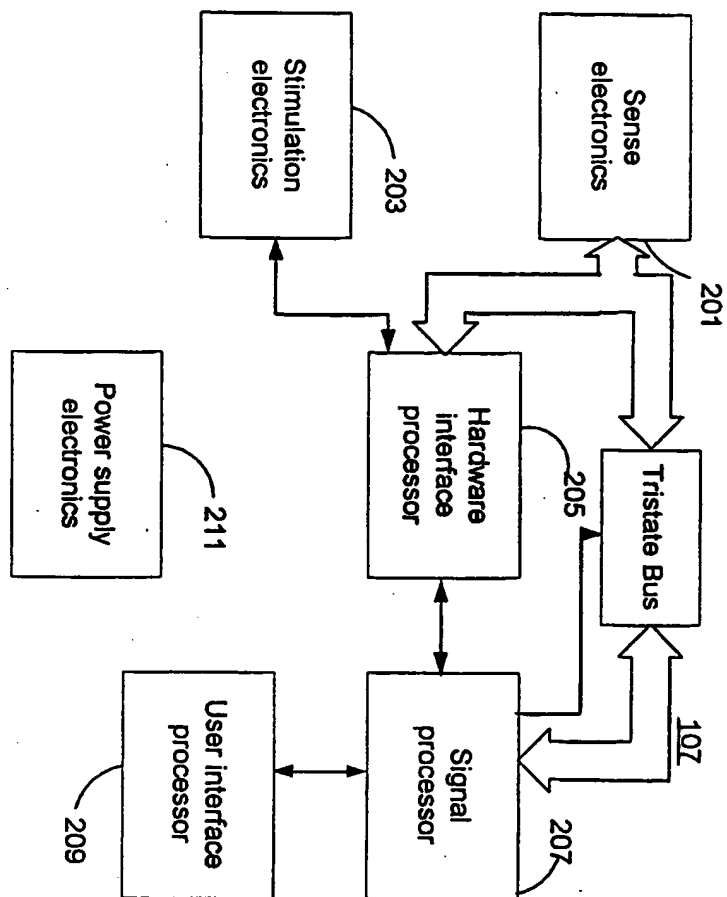 Sense
electronics
201
Tristate Bus
107
Stimulation
electronics
203
Hardware
interface
processor
205
Signal
processor
207
Power supply
electronics
211
User interface
processor
209